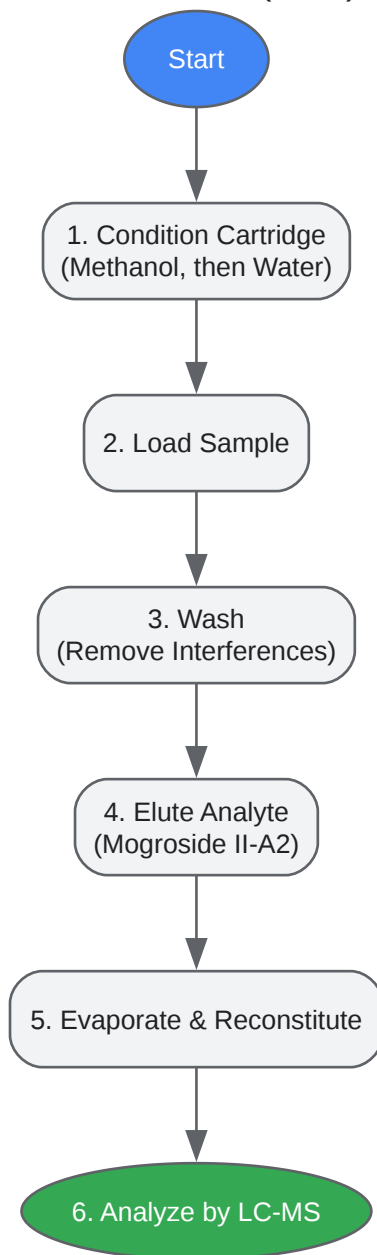 Start
1. Condition Cartridge
(Methanol, then Water)
2. Load Sample
3. Wash
(Remove Interferences)
4. Elute Analyte
(Mogroside II-A2)
5. Evaporate & Reconstitute
6. Analyze by LC-MS